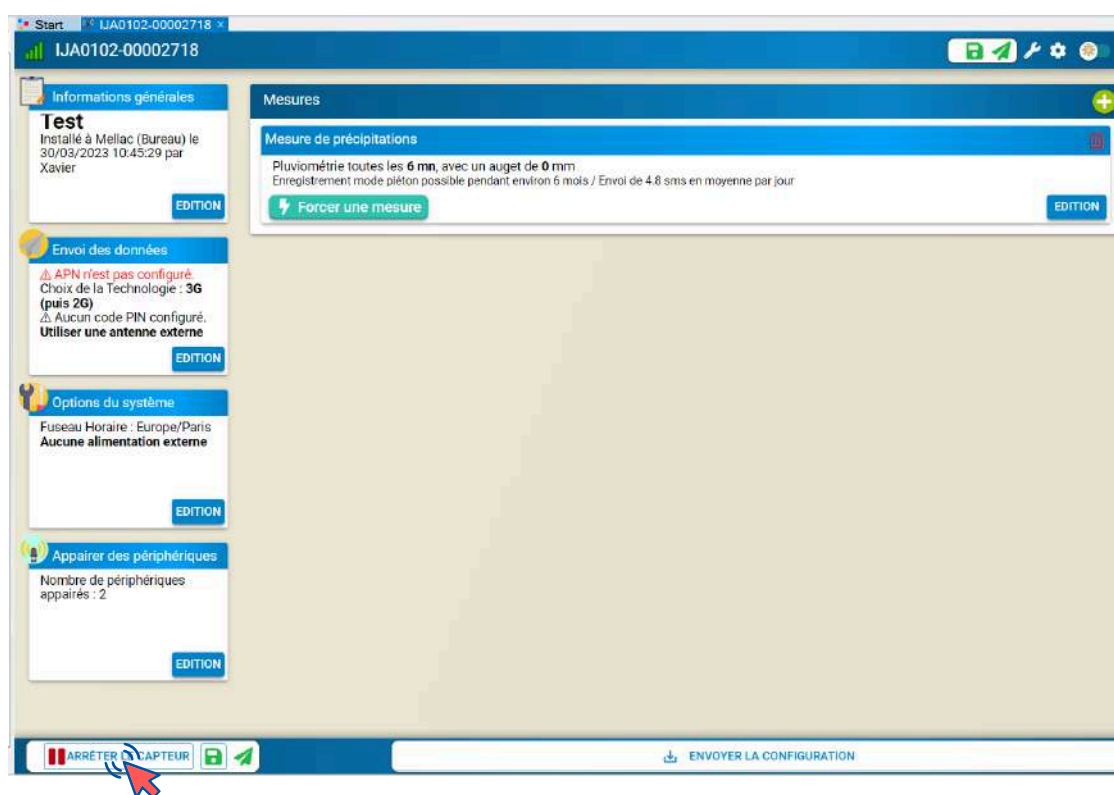 Start
IJA0102-00002718 ×
IJA0102-00002718
Informations générales
Test
Installé à Mellac (Bureau) le
30/03/2023 10:45:29 par
Xavier
EDITION
Envoi des données
⚠ APN n'est pas configuré.
Choix de la Technologie : 3G
(puis 2G)
⚠ Aucun code PIN configuré.
Utiliser une antenne externe
EDITION
Options du système
Fuseau Horaire : Europe/Paris
Aucune alimentation externe
EDITION
Appairer des périphériques
Nombre de périphériques
appairés : 2
EDITION
Mesures
Mesure de précipitations
Pluviométrie toutes les 6 mn, avec un auget de 0 mm
Enregistrement mode piéton possible pendant environ 6 mois / Envoi de 4.8 sms en moyenne par jour
Forcer une mesure
EDITION
ARRÊTER LE CAPTEUR
ENVOYER LA CONFIGURATION